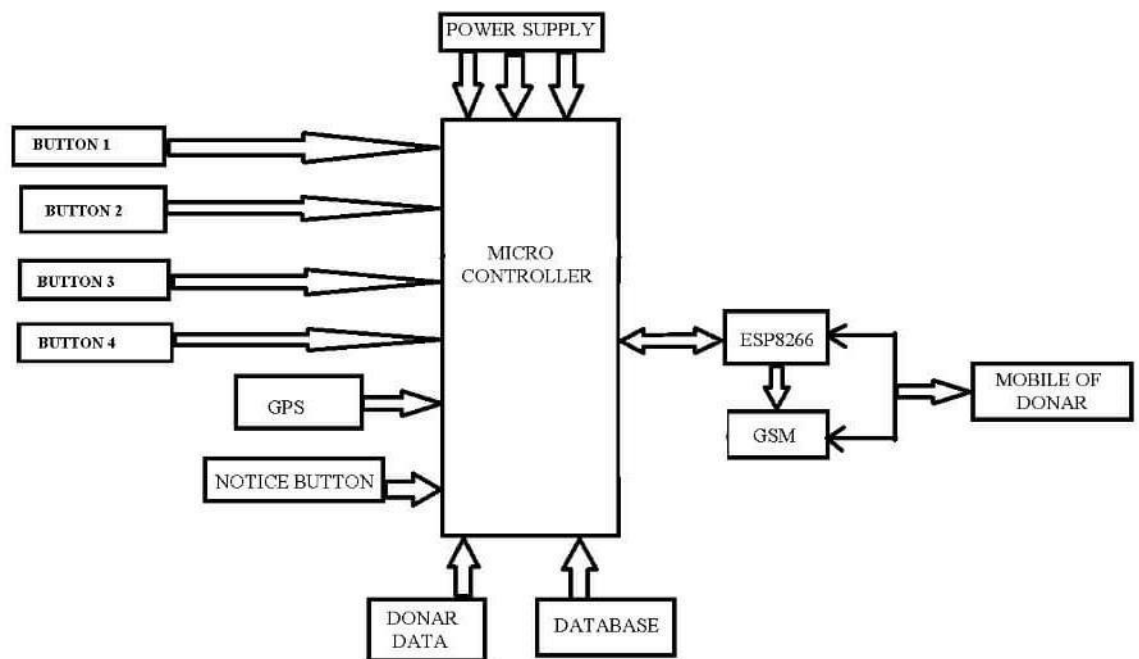 POWER SUPPLY
BUTTON 1
BUTTON 2
BUTTON 3
BUTTON 4
GPS
NOTICE BUTTON
MICRO
CONTROLLER
ESP8266
GSM
MOBILE OF
DONAR
DONAR
DATA
DATABASE